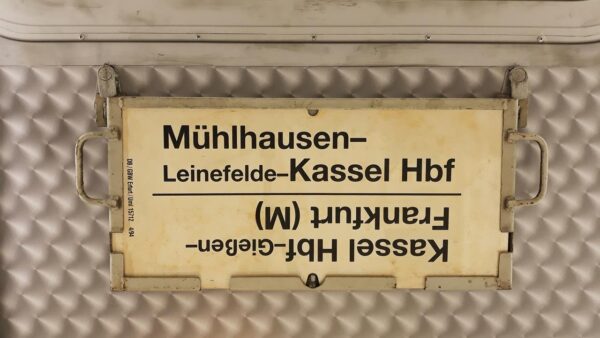 Mühlhausen–
Leinefelde–Kassel Hbf
Kassel Hbf–Gießen–
Frankfurt (M)